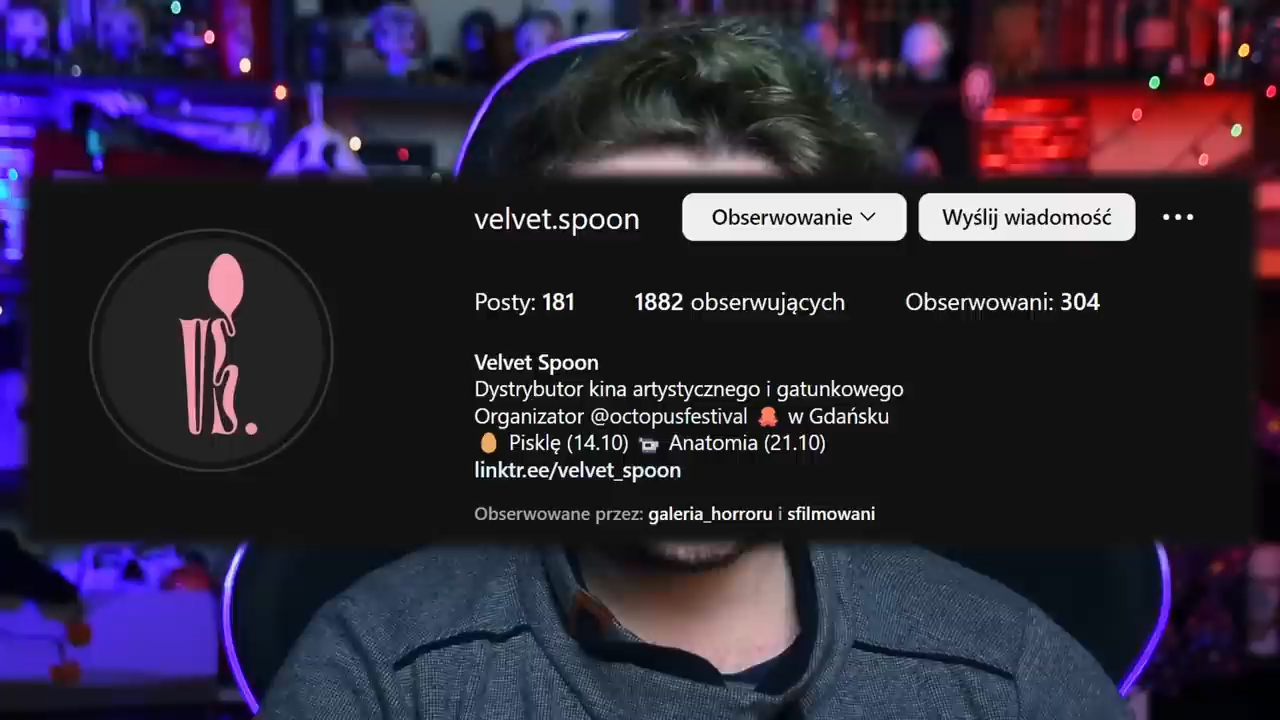 velvet.spoon Obserwowanie Wyślij wiadomość
Posty: 181 1882 obserwujących Obserwowani: 304
Velvet Spoon
Dystrybutor kina artystycznego i gatunkowego
Organizator @octopusfestival 🐙 w Gdańsku
🥚 Pisklę (14.10) 📹 Anatomia (21.10)
linktr.ee/velvet_spoon
Obserwowane przez: galeria_horroru i sfilmowani